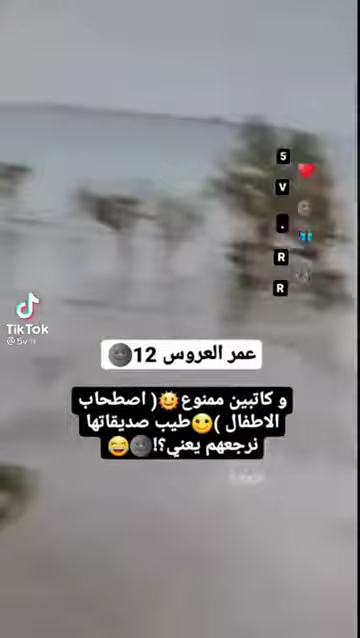 5
V
.
R
R
TikTok
عمر العروس 12🌚
و كاتبين ممنوع🌞( اصطحاب
الاطفال )🙂طيب صديقاتها
نرجعهم يعني؟!🌚😂